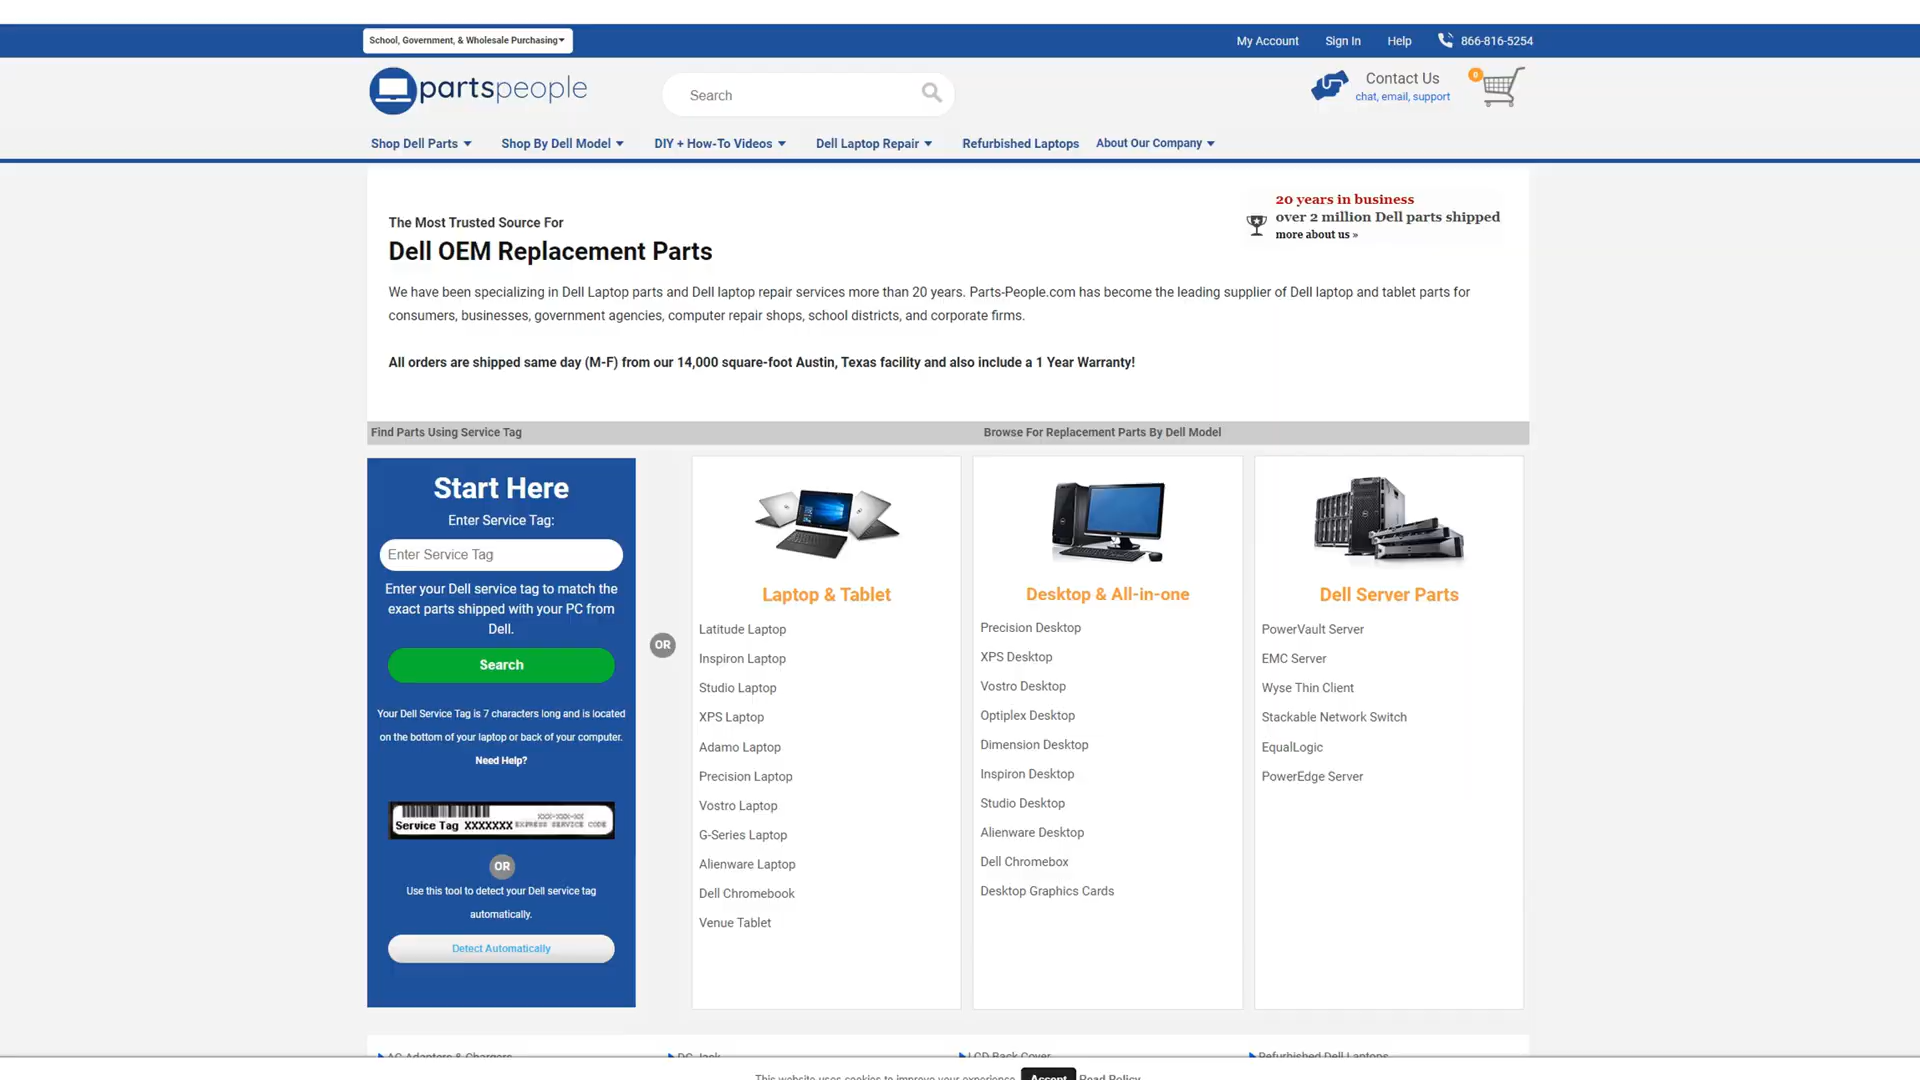 School, Government, & Wholesale Purchasing
My Account Sign In Help 866-816-5254
partspeople
Search
Contact Us
chat, email, support
0
Shop Dell Parts Shop By Dell Model DIY + How-To Videos Dell Laptop Repair Refurbished Laptops About Our Company
20 years in business
over 2 million Dell parts shipped
more about us »
The Most Trusted Source For
Dell OEM Replacement Parts
We have been specializing in Dell Laptop parts and Dell laptop repair services more than 20 years. Parts-People.com has become the leading supplier of Dell laptop and tablet parts for
consumers, businesses, government agencies, computer repair shops, school districts, and corporate firms.
All orders are shipped same day (M-F) from our 14,000 square-foot Austin, Texas facility and also include a 1 Year Warranty!
Find Parts Using Service Tag
Browse For Replacement Parts By Dell Model
Start Here
Enter Service Tag:
Enter Service Tag
Enter your Dell service tag to match the
exact parts shipped with your PC from
Dell.
Search
Your Dell Service Tag is 7 characters long and is located
on the bottom of your laptop or back of your computer.
Need Help?
XXX-XXX-XX
Service Tag XXXXXXX EXPRESS SERVICE CODE
OR
Use this tool to detect your Dell service tag
automatically.
Detect Automatically
OR
Laptop & Tablet
Latitude Laptop
Inspiron Laptop
Studio Laptop
XPS Laptop
Adamo Laptop
Precision Laptop
Vostro Laptop
G-Series Laptop
Alienware Laptop
Dell Chromebook
Venue Tablet
Desktop & All-in-one
Precision Desktop
XPS Desktop
Vostro Desktop
Optiplex Desktop
Dimension Desktop
Inspiron Desktop
Studio Desktop
Alienware Desktop
Dell Chromebox
Desktop Graphics Cards
Dell Server Parts
PowerVault Server
EMC Server
Wyse Thin Client
Stackable Network Switch
EqualLogic
PowerEdge Server
AC Adapters & Chargers DC Jack LCD Back Cover Refurbished Dell Laptops
This website uses cookies to improve your experience. Accept Read Policy